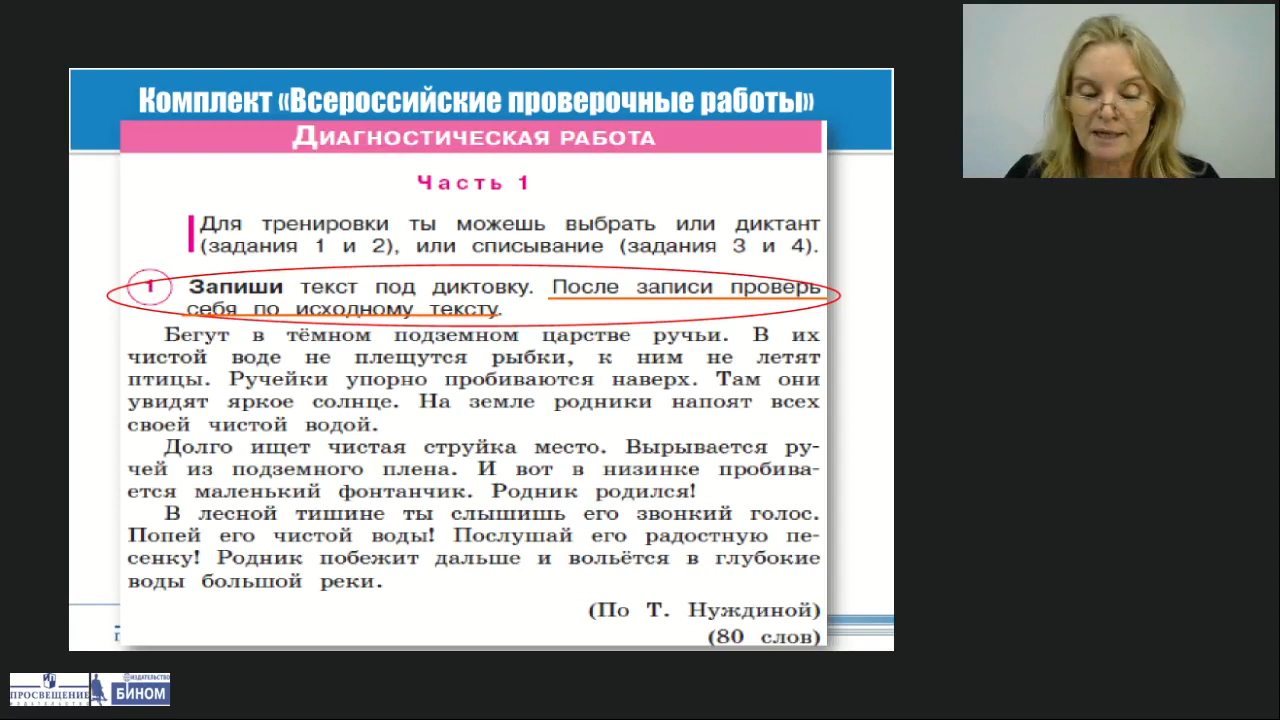 Комплект «Всероссийские проверочные работы»
ДИАГНОСТИЧЕСКАЯ РАБОТА
Часть 1
Для тренировки ты можешь выбрать или диктант
(задания 1 и 2), или списывание (задания 3 и 4).
1 Запиши текст под диктовку. После записи проверь
себя по исходному тексту.
Бегут в тёмном подземном царстве ручьи. В их
чистой воде не плещутся рыбки, к ним не летят
птицы. Ручейки упорно пробиваются наверх. Там они
увидят яркое солнце. На земле родники напоят всех
своей чистой водой.
Долго ищет чистая струйка место. Вырывается ру-
чей из подземного плена. И вот в низинке пробива-
ется маленький фонтанчик. Родник родился!
В лесной тишине ты слышишь его звонкий голос.
Попей его чистой воды! Послушай его радостную пе-
сенку! Родник побежит дальше и вольётся в глубокие
воды большой реки.
(По Т. Нуждиной)
(80 слов)
ПРОСВЕЩЕНИЕ
ИЗДАТЕЛЬСТВО
ИЗДАТЕЛЬСТВО
БИНОМ